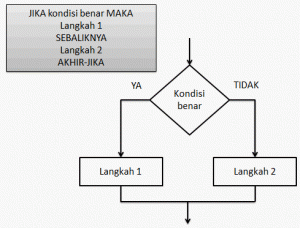 JIKA kondisi benar MAKA
Langkah 1
SEBALIKNYA
Langkah 2
AKHIR-JIKA
YA
Kondisi
benar
TIDAK
Langkah 1
Langkah 2